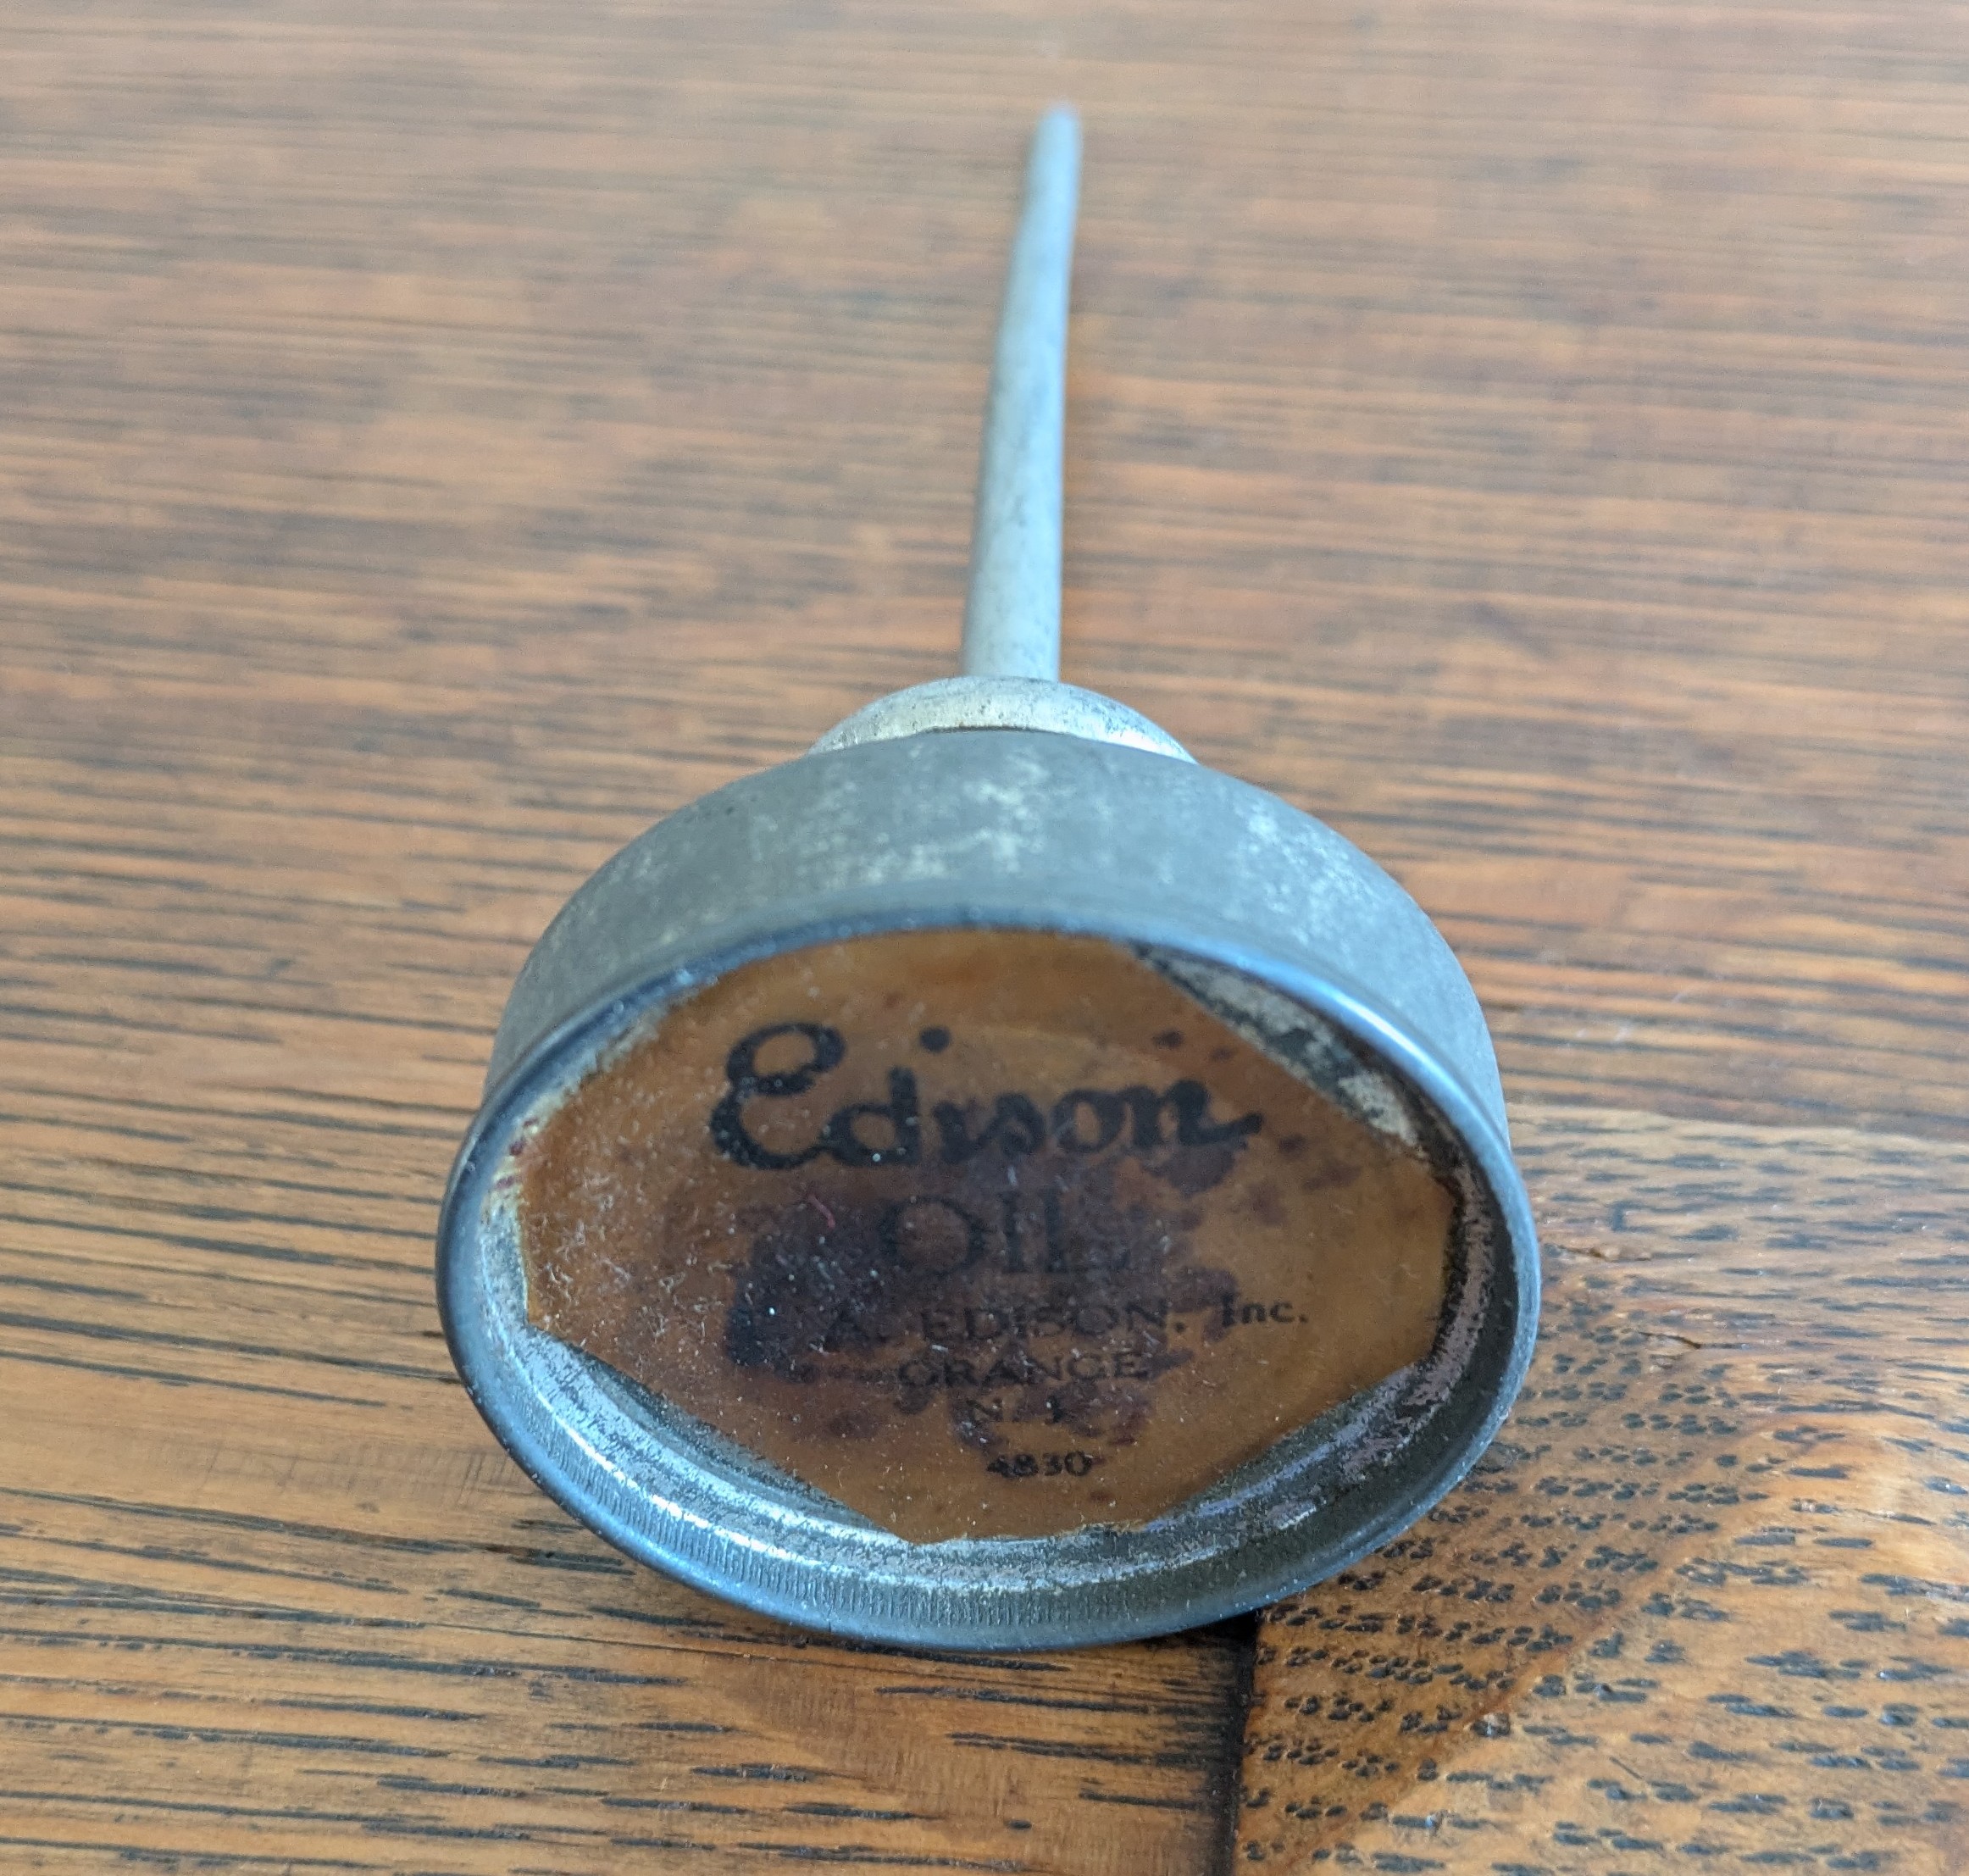 Edison
OIL
A. EDISON, Inc.
ORANGE
N. J.
4830